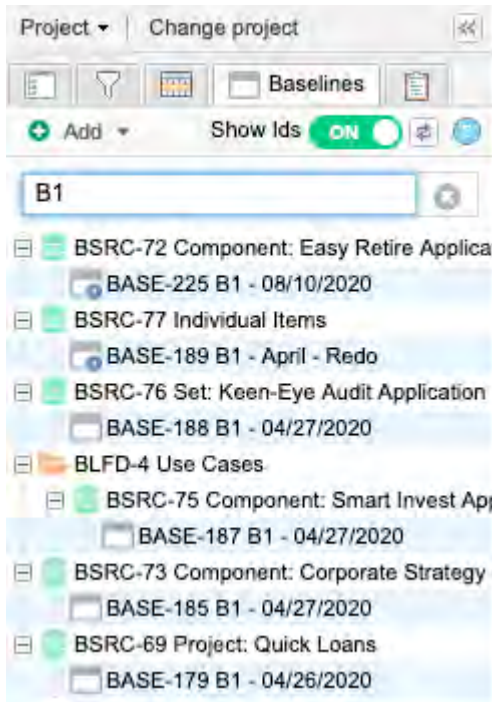 Project Change project
Baselines
Add Show Ids ON
B1
BSRC-72 Component: Easy Retire Applica
BASE-225 B1 - 08/10/2020
BSRC-77 Individual Items
BASE-189 B1 - April - Redo
BSRC-76 Set: Keen-Eye Audit Application
BASE-188 B1 - 04/27/2020
BLFD-4 Use Cases
BSRC-75 Component: Smart Invest App
BASE-187 B1 - 04/27/2020
BSRC-73 Component: Corporate Strategy
BASE-185 B1 - 04/27/2020
BSRC-69 Project: Quick Loans
BASE-179 B1 - 04/26/2020